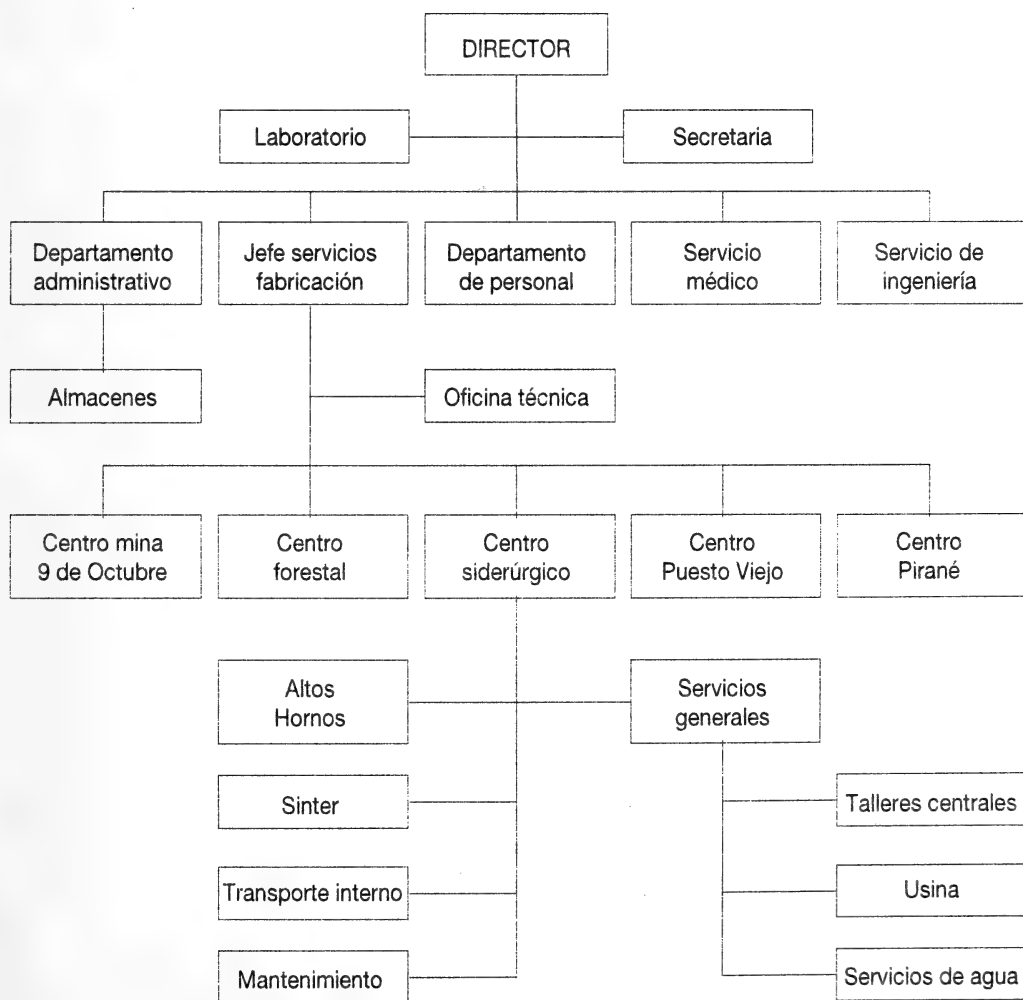 DIRECTOR
Laboratorio
Secretaria
Departamento
administrativo
Jefe servicios
fabricación
Departamento
de personal
Servicio
médico
Servicio de
ingeniería
Almacenes
Oficina técnica
Centro mina
9 de Octubre
Centro
forestal
Centro
siderúrgico
Centro
Puesto Viejo
Centro
Pirané
Altos
Hornos
Servicios
generales
Sinter
Talleres centrales
Transporte interno
Usina
Mantenimiento
Servicios de agua